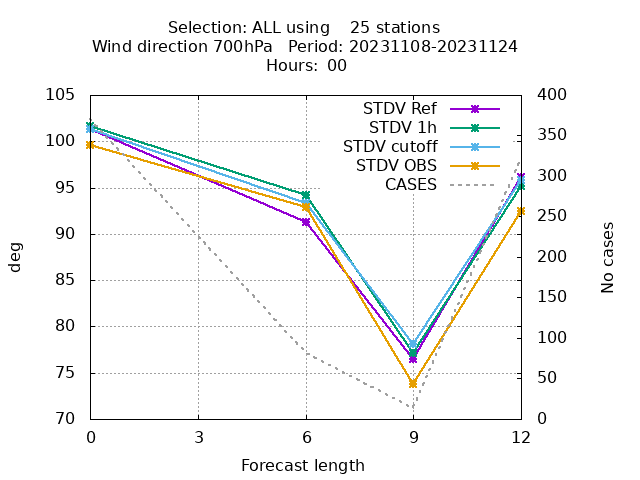 Selection: ALL using    25 stations
Wind direction 700hPa   Period: 20231108-20231124
Hours: 00
STDV Ref
STDV 1h
STDV cutoff
STDV OBS
CASES
105
100
95
90
85
80
75
70
deg
400
350
300
250
200
150
100
50
0
No cases
0 3 6 9 12
Forecast length